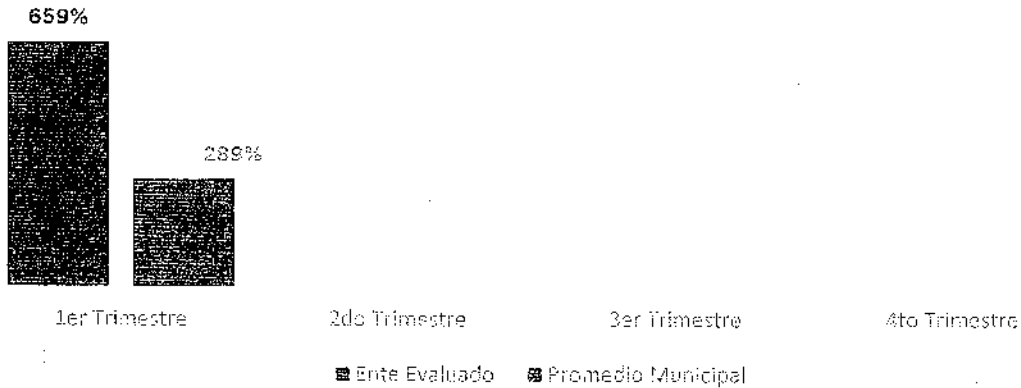 659%
289%
1er Trimestre 2do Trimestre 3er Trimestre 4to Trimestre
Ente Evaluado Promedio Municipal